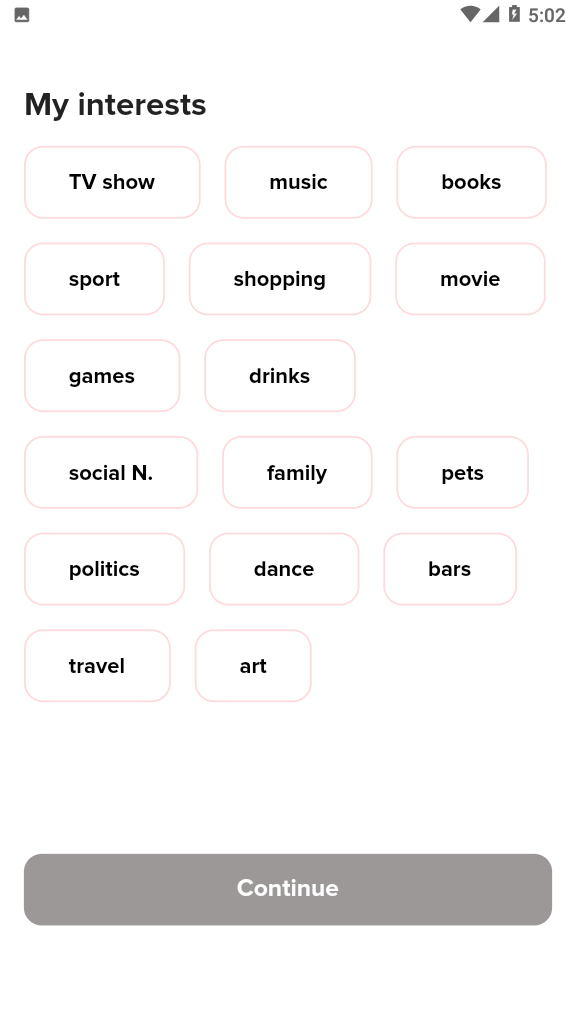 5:02
My interests
TV show music books
sport shopping movie
games drinks
social N. family pets
politics dance bars
travel art
Continue